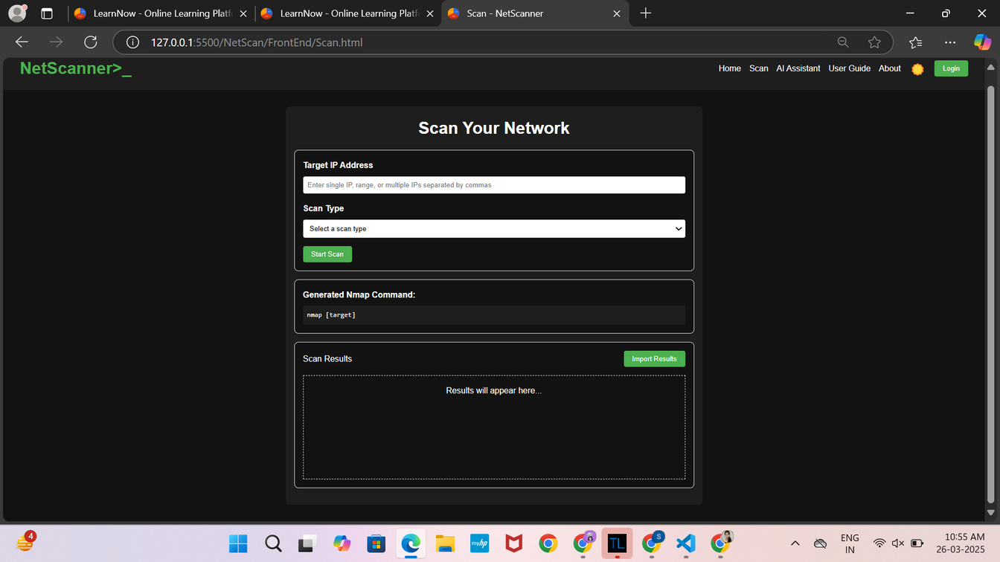 LearnNow - Online Learning Platf
LearnNow - Online Learning Platf
Scan - NetScanner
127.0.0.1:5500/NetScan/FrontEnd/Scan.html
NetScanner>_
Home Scan AI Assistant User Guide About Login
Scan Your Network
Target IP Address
Enter single IP, range, or multiple IPs separated by commas
Scan Type
Select a scan type
Start Scan
Generated Nmap Command:
nmap [target]
Scan Results
Import Results
Results will appear here...
4
myhp
TL
S
ENG
IN
10:55 AM
26-03-2025